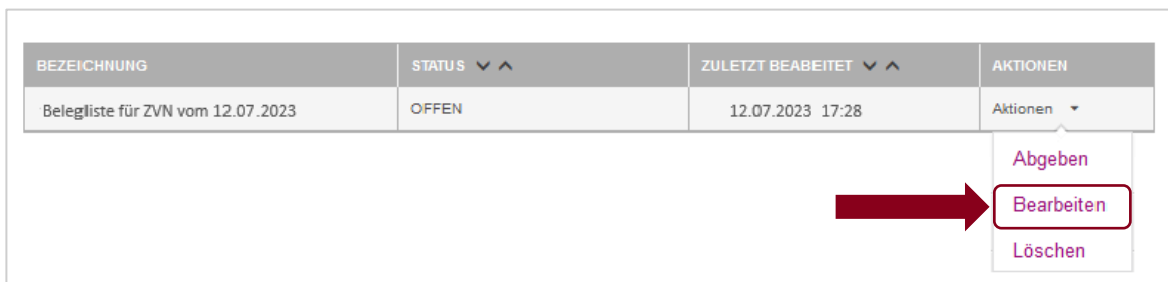 BEZEICHNUNG STATUS ZULETZT BEABEITET AKTIONEN
Belegliste für ZVN vom 12.07.2023 OFFEN 12.07.2023 17:28 Aktionen
Abgeben
Bearbeiten
Löschen